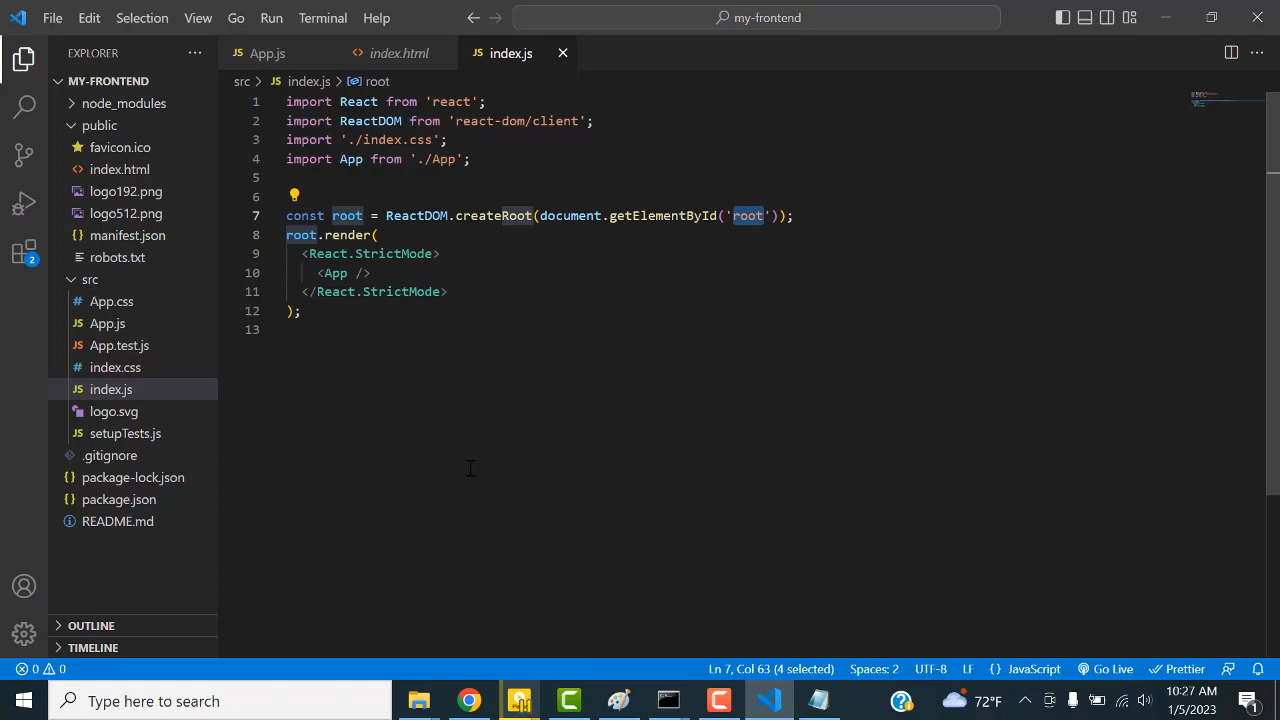 File Edit Selection View Go Run Terminal Help
my-frontend
EXPLORER
MY-FRONTEND
node_modules
public
favicon.ico
index.html
logo192.png
logo512.png
manifest.json
robots.txt
src
App.css
App.js
App.test.js
index.css
index.js
logo.svg
setupTests.js
.gitignore
package-lock.json
package.json
README.md
OUTLINE
TIMELINE
2
App.js index.html index.js
src > index.js > root
1 import React from 'react';
2 import ReactDOM from 'react-dom/client';
3 import './index.css';
4 import App from './App';
5
6
7 const root = ReactDOM.createRoot(document.getElementById('root'));
8 root.render(
9 <React.StrictMode>
10 <App />
11 </React.StrictMode>
12 );
13
0 0 Ln 7, Col 63 (4 selected) Spaces: 2 UTF-8 LF {} JavaScript Go Live Prettier
Type here to search
72°F
10:27 AM
1/5/2023
1